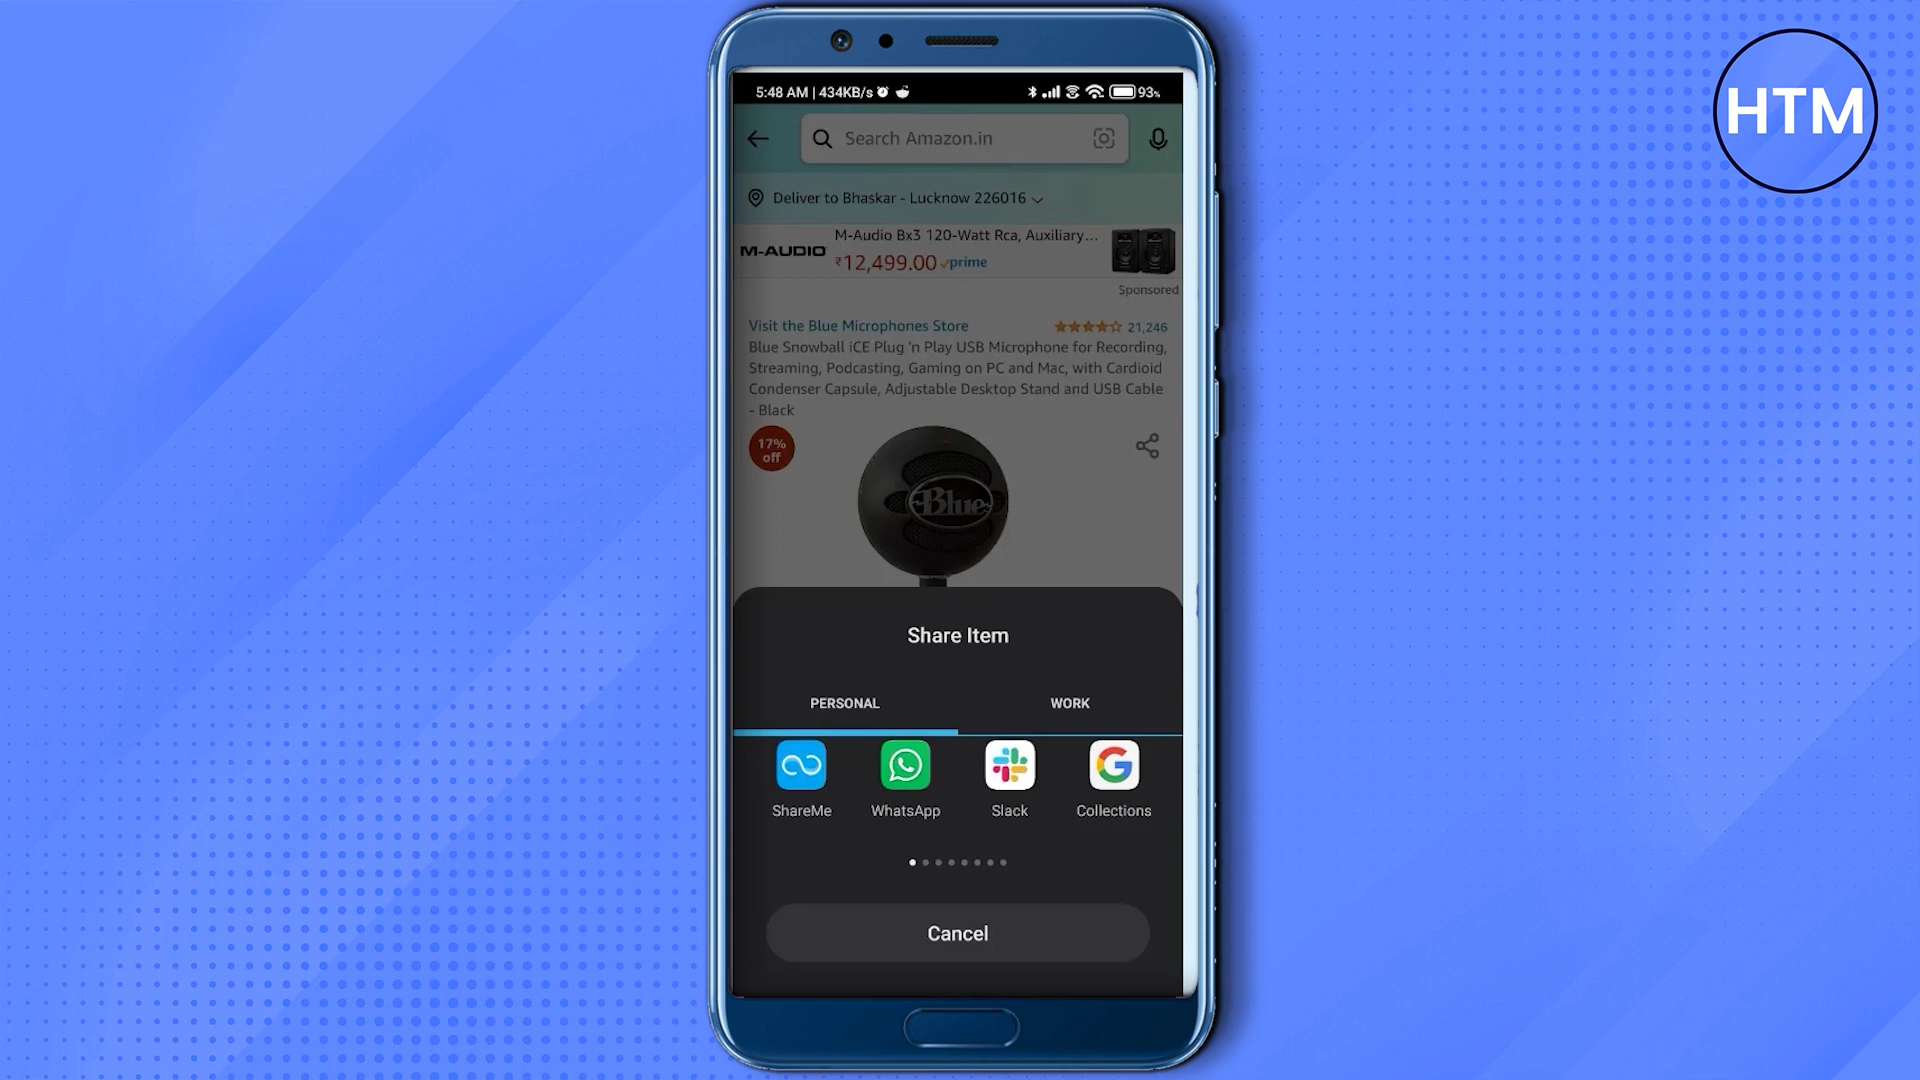 HTM
5:48 AM | 434KB/s
93%
Search Amazon.in
Deliver to Bhaskar - Lucknow 226016
M-AUDIO
M-Audio Bx3 120-Watt Rca, Auxiliary...
₹12,499.00 prime
Sponsored
Visit the Blue Microphones Store
21,246
Blue Snowball iCE Plug 'n Play USB Microphone for Recording,
Streaming, Podcasting, Gaming on PC and Mac, with Cardioid
Condenser Capsule, Adjustable Desktop Stand and USB Cable
- Black
17%
off
Blue
Share Item
PERSONAL
WORK
ShareMe
WhatsApp
Slack
Collections
Cancel